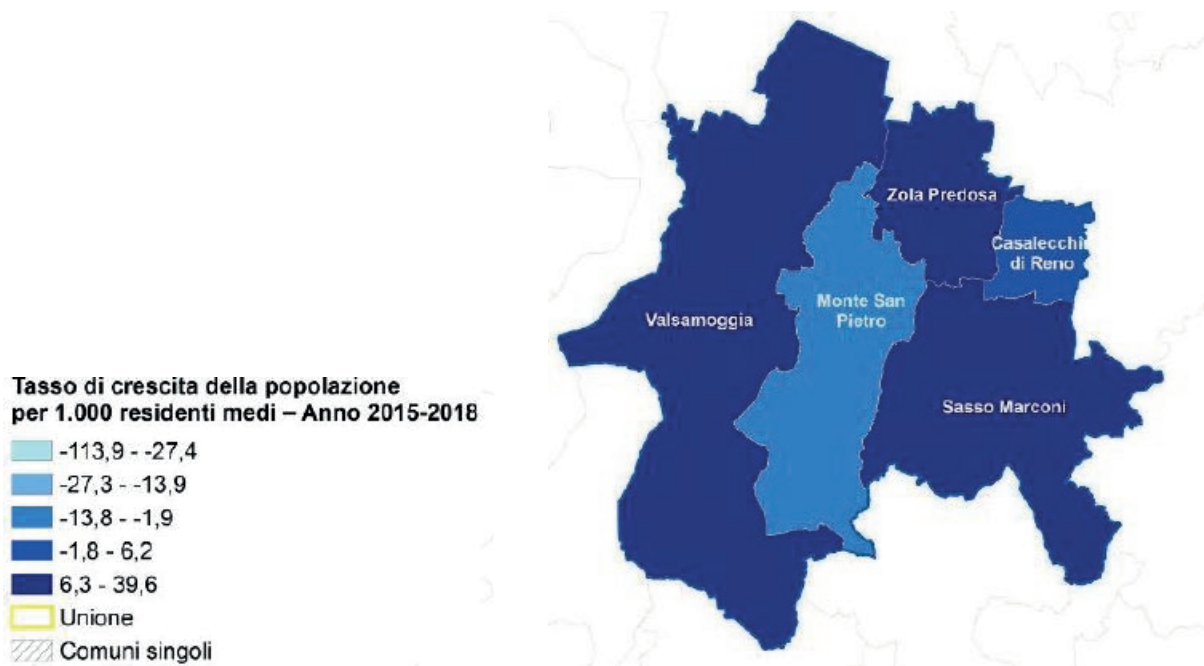 Zola Predosa
Casalecchi
di Reno
Monte San
Pietro
Valsamoggia
Sasso Marconi
Tasso di crescita della popolazione
per 1.000 residenti medi – Anno 2015-2018
-113,9 - -27,4
-27,3 - -13,9
-13,8 - -1,9
-1,8 - 6,2
6,3 - 39,6
Unione
Comuni singoli